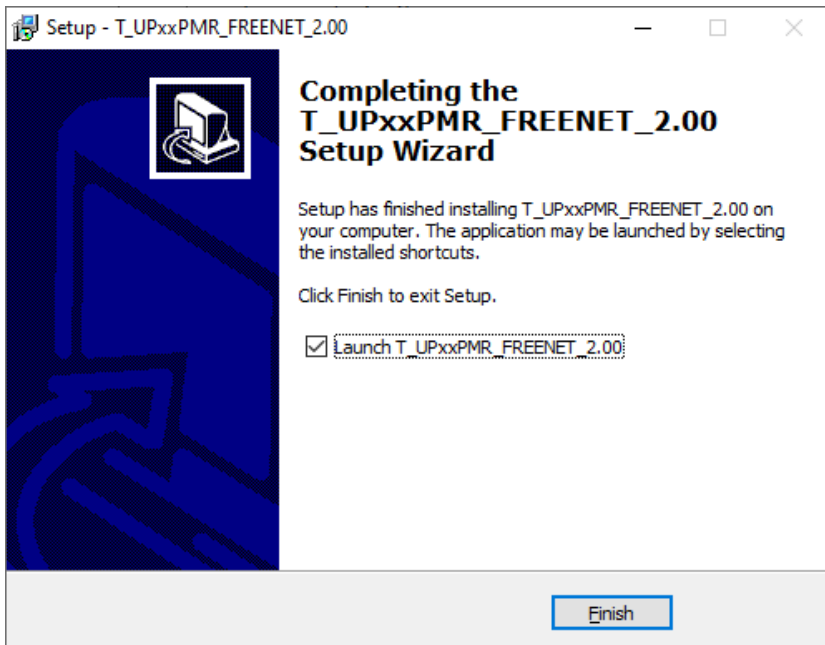 Setup - T_UPxxPMR_FREENET_2.00
Completing the
T_UPxxPMR_FREENET_2.00
Setup Wizard
Setup has finished installing T_UPxxPMR_FREENET_2.00 on
your computer. The application may be launched by selecting
the installed shortcuts.
Click Finish to exit Setup.
Launch T_UPxxPMR_FREENET_2.00
Finish